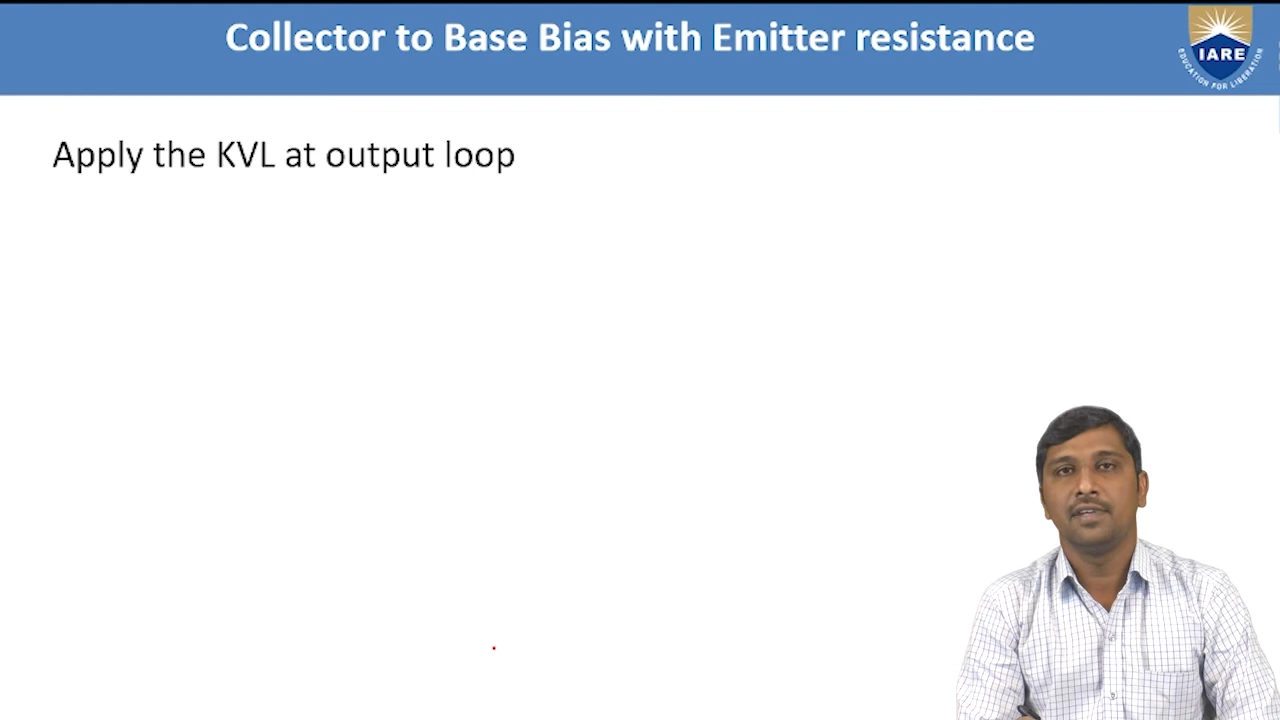 Collector to Base Bias with Emitter resistance
IARE
EDUCATION FOR LIBERATION
Apply the KVL at output loop